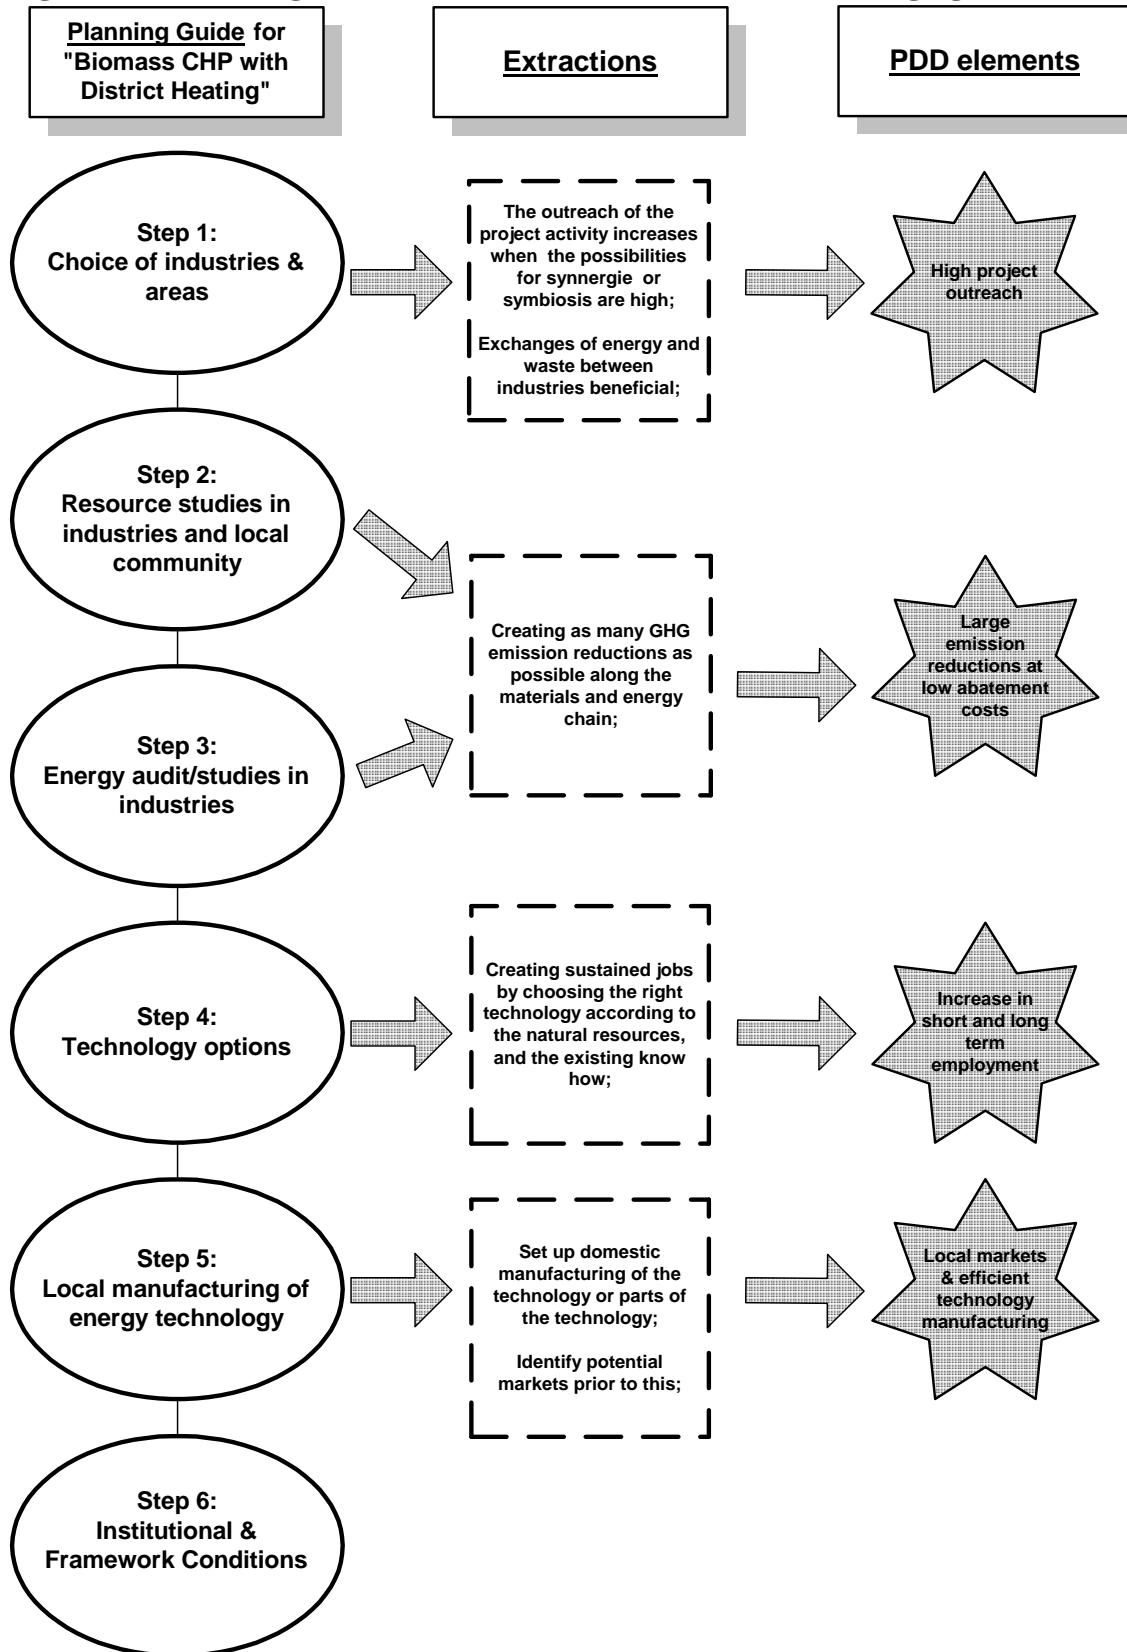 Planning Guide for
"Biomass CHP with
District Heating"
Extractions
PDD elements
Step 1:
Choice of industries &
areas
The outreach of the
project activity increases
when the possibilities
for synnergie or
symbiosis are high;
Exchanges of energy and
waste between
industries beneficial;
High project
outreach
Step 2:
Resource studies in
industries and local
community
Step 3:
Energy audit/studies in
industries
Creating as many GHG
emission reductions as
possible along the
materials and energy
chain;
Large
emission
reductions at
low abatement
costs
Step 4:
Technology options
Creating sustained jobs
by choosing the right
technology according to
the natural resources,
and the existing know
how;
Increase in
short and long
term
employment
Step 5:
Local manufacturing of
energy technology
Set up domestic
manufacturing of the
technology or parts of
the technology;
Identify potential
markets prior to this;
Local markets
& efficient
technology
manufacturing
Step 6:
Institutional &
Framework Conditions